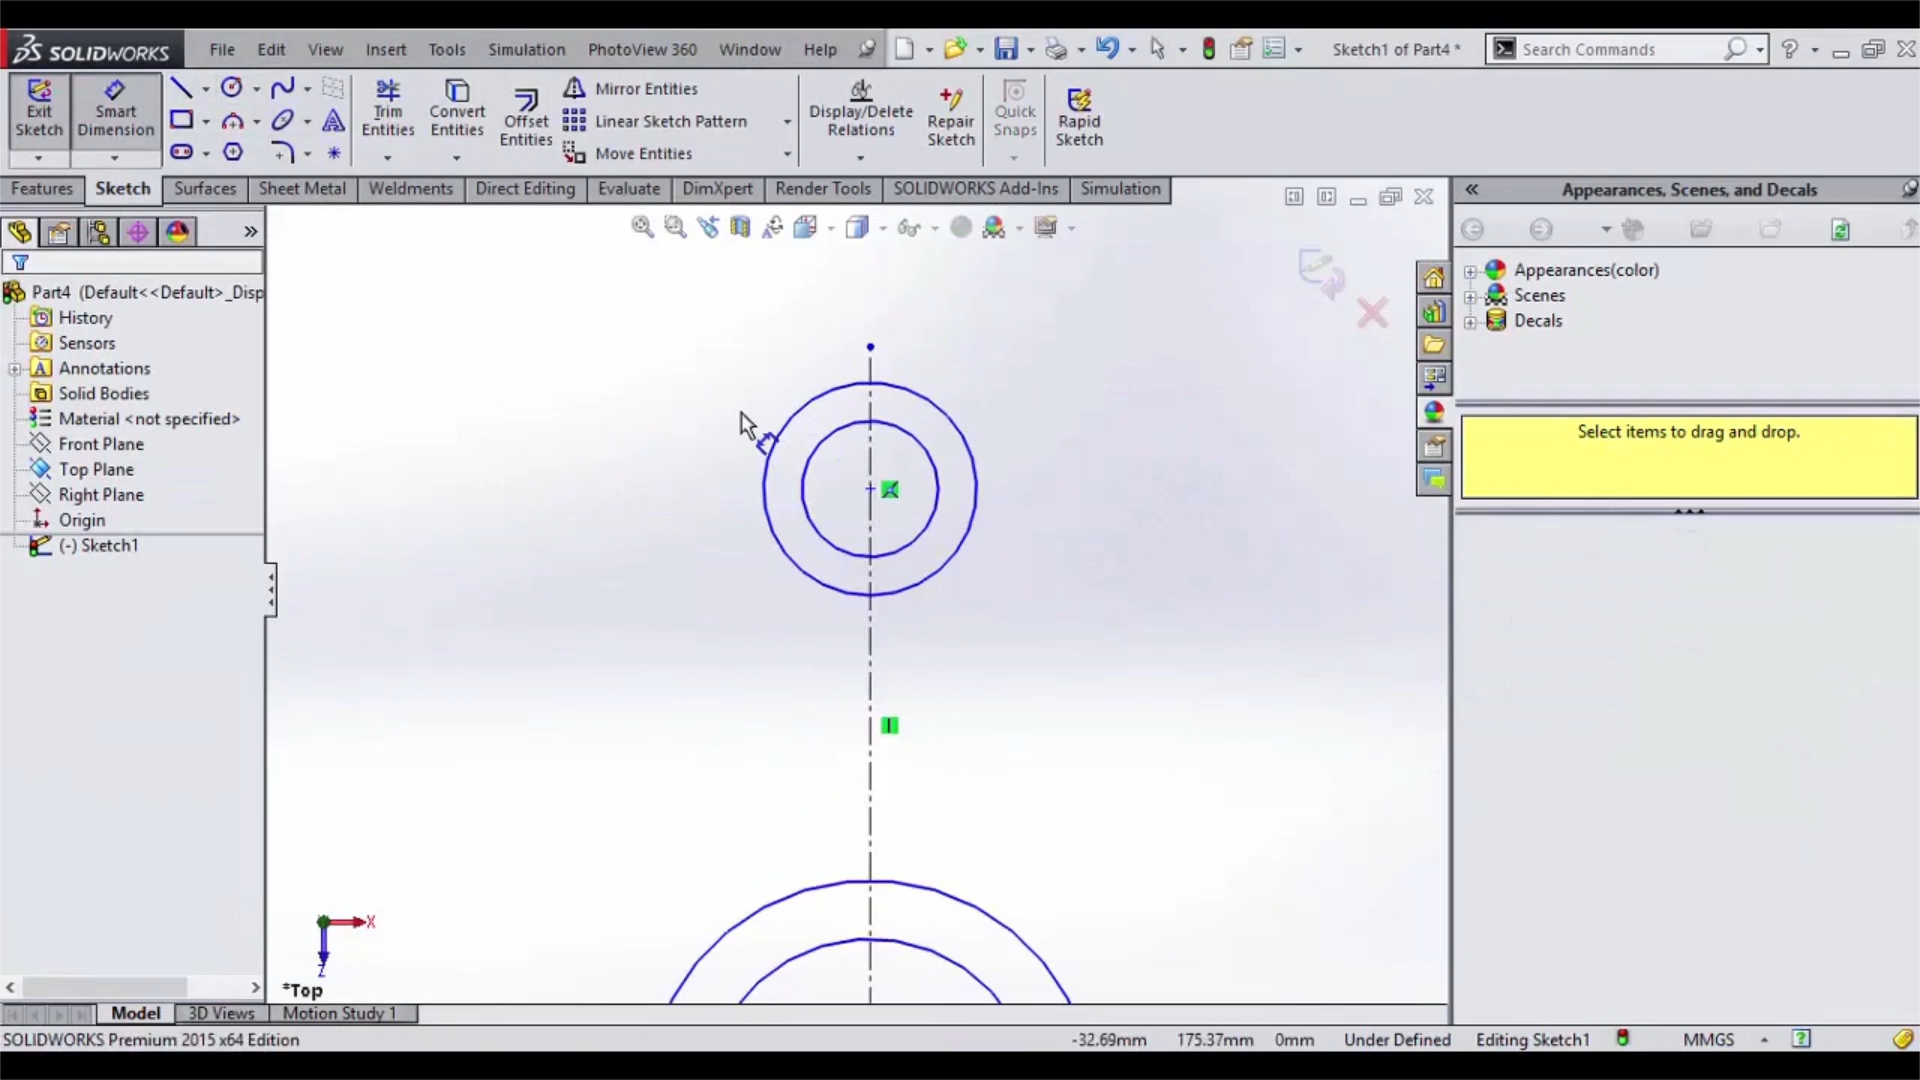 SOLIDWORKS File Edit View Insert Tools Simulation PhotoView 360 Window Help Sketch1 of Part4 * Search Commands
Exit Sketch
Smart Dimension
Trim Entities
Convert Entities
Offset Entities
Mirror Entities
Linear Sketch Pattern
Move Entities
Display/Delete Relations
Repair Sketch
Quick Snaps
Rapid Sketch
Features Sketch Surfaces Sheet Metal Weldments Direct Editing Evaluate DimXpert Render Tools SOLIDWORKS Add-Ins Simulation
Appearances, Scenes, and Decals
Part4 (Default<<Default>_Disp
History
Sensors
Annotations
Solid Bodies
Material <not specified>
Front Plane
Top Plane
Right Plane
Origin
(-) Sketch1
Appearances(color)
Scenes
Decals
Select items to drag and drop.
X
Z
*Top
Model 3D Views Motion Study 1
SOLIDWORKS Premium 2015 x64 Edition -32.69mm 175.37mm 0mm Under Defined Editing Sketch1 MMGS